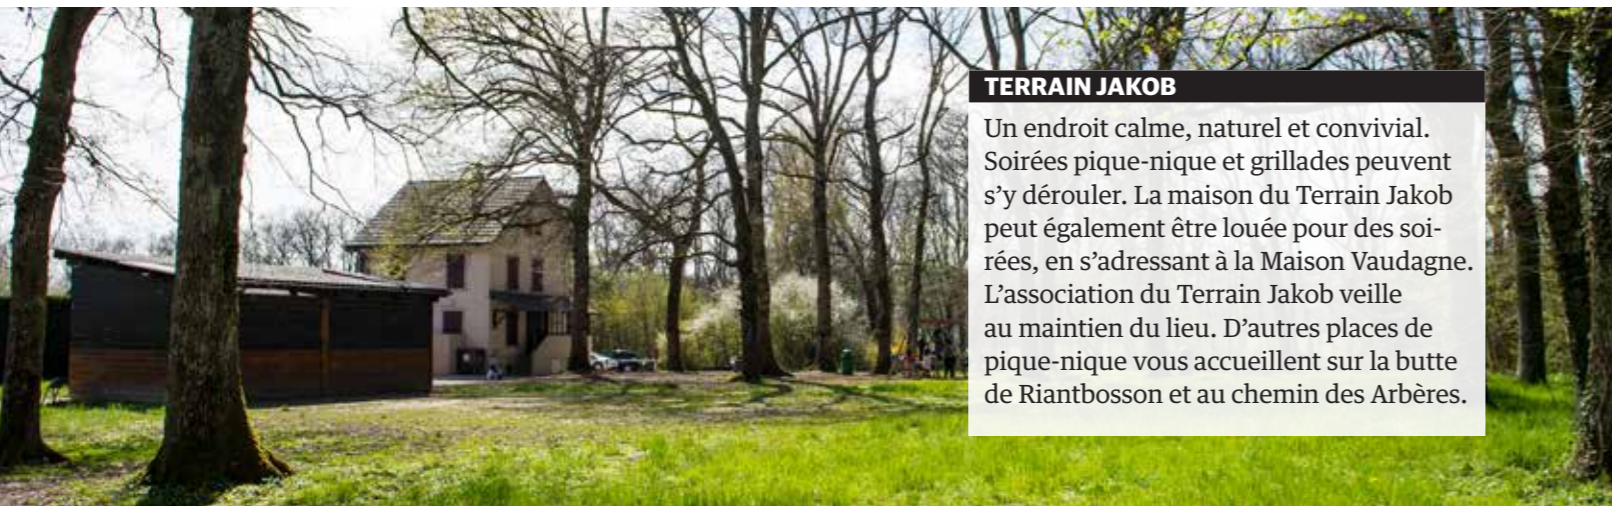 TERRAIN JAKOB
Un endroit calme, naturel et convivial.
Soirées pique-nique et grillades peuvent
s’y dérouler. La maison du Terrain Jakob
peut également être louée pour des soi-
rées, en s’adressant à la Maison Vaudagne.
L’association du Terrain Jakob veille
au maintien du lieu. D’autres places de
pique-nique vous accueillent sur la butte
de Riantbosson et au chemin des Arbères.